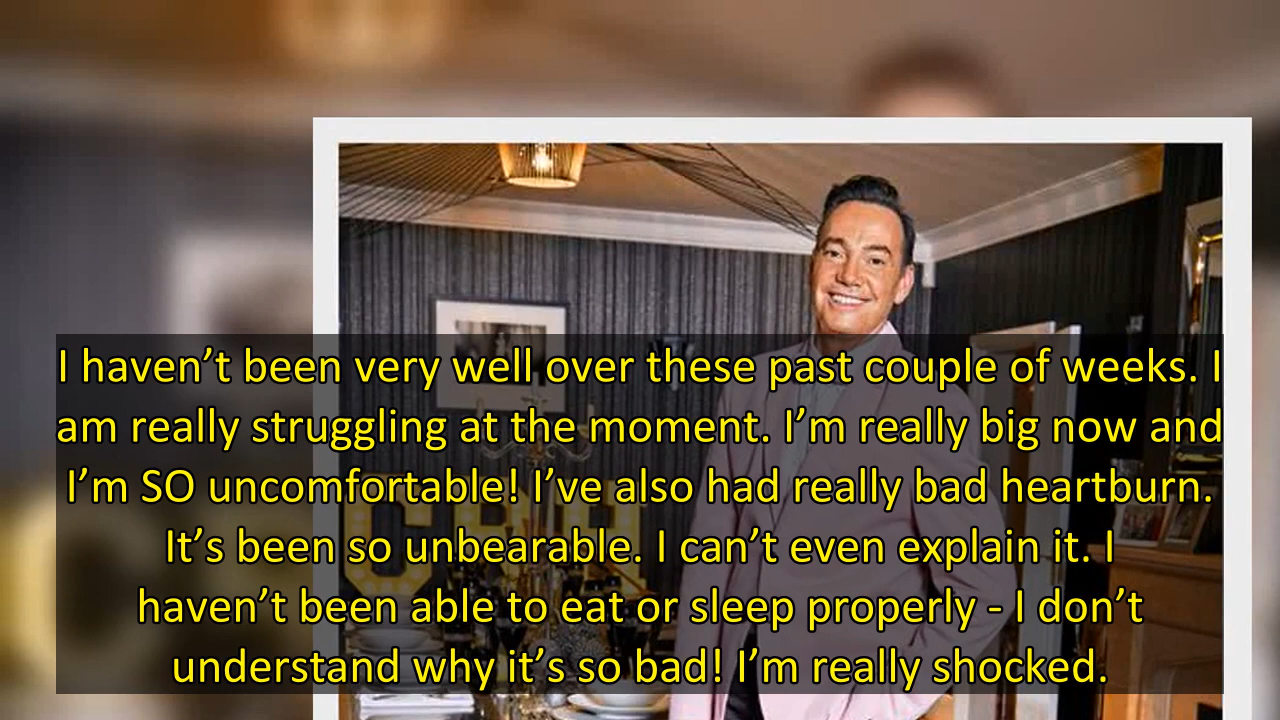 I haven’t been very well over these past couple of weeks. I
am really struggling at the moment. I’m really big now and
I’m SO uncomfortable! I’ve also had really bad heartburn.
It’s been so unbearable. I can’t even explain it. I
haven’t been able to eat or sleep properly - I don’t
understand why it’s so bad! I’m really shocked.